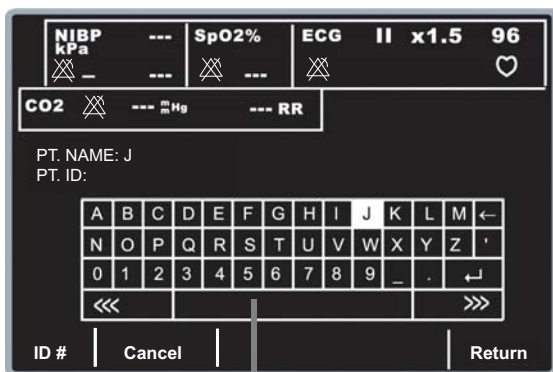 NIBP --- SpO2% ECG II x1.5 96
kPa
– --- ---
CO2 --- mmHg --- RR
PT. NAME: J
PT. ID:
A B C D E F G H I J K L M ←
N O P Q R S T U V W X Y Z '
0 1 2 3 4 5 6 7 8 9 _ . ↵
<<< >>>
ID # Cancel Return